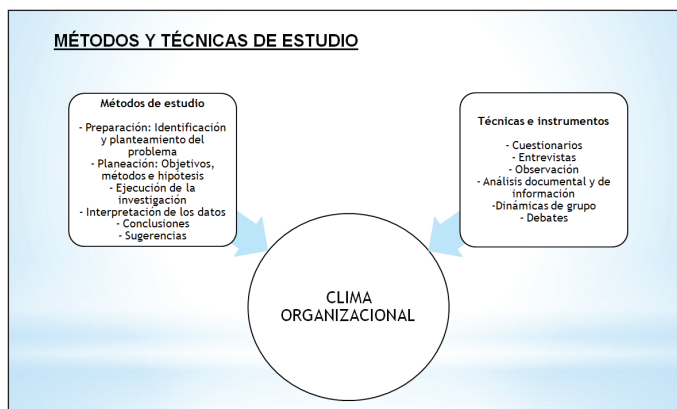 MÉTODOS Y TÉCNICAS DE ESTUDIO
Métodos de estudio
- Preparación: Identificación
y planteamiento del
problema
- Planeación: Objetivos,
métodos e hipótesis
- Ejecución de la
investigación
- Interpretación de los datos
- Conclusiones
- Sugerencias
Técnicas e instrumentos
- Cuestionarios
- Entrevistas
- Observación
- Análisis documental y de
información
-Dinámicas de grupo
- Debates
CLIMA
ORGANIZACIONAL